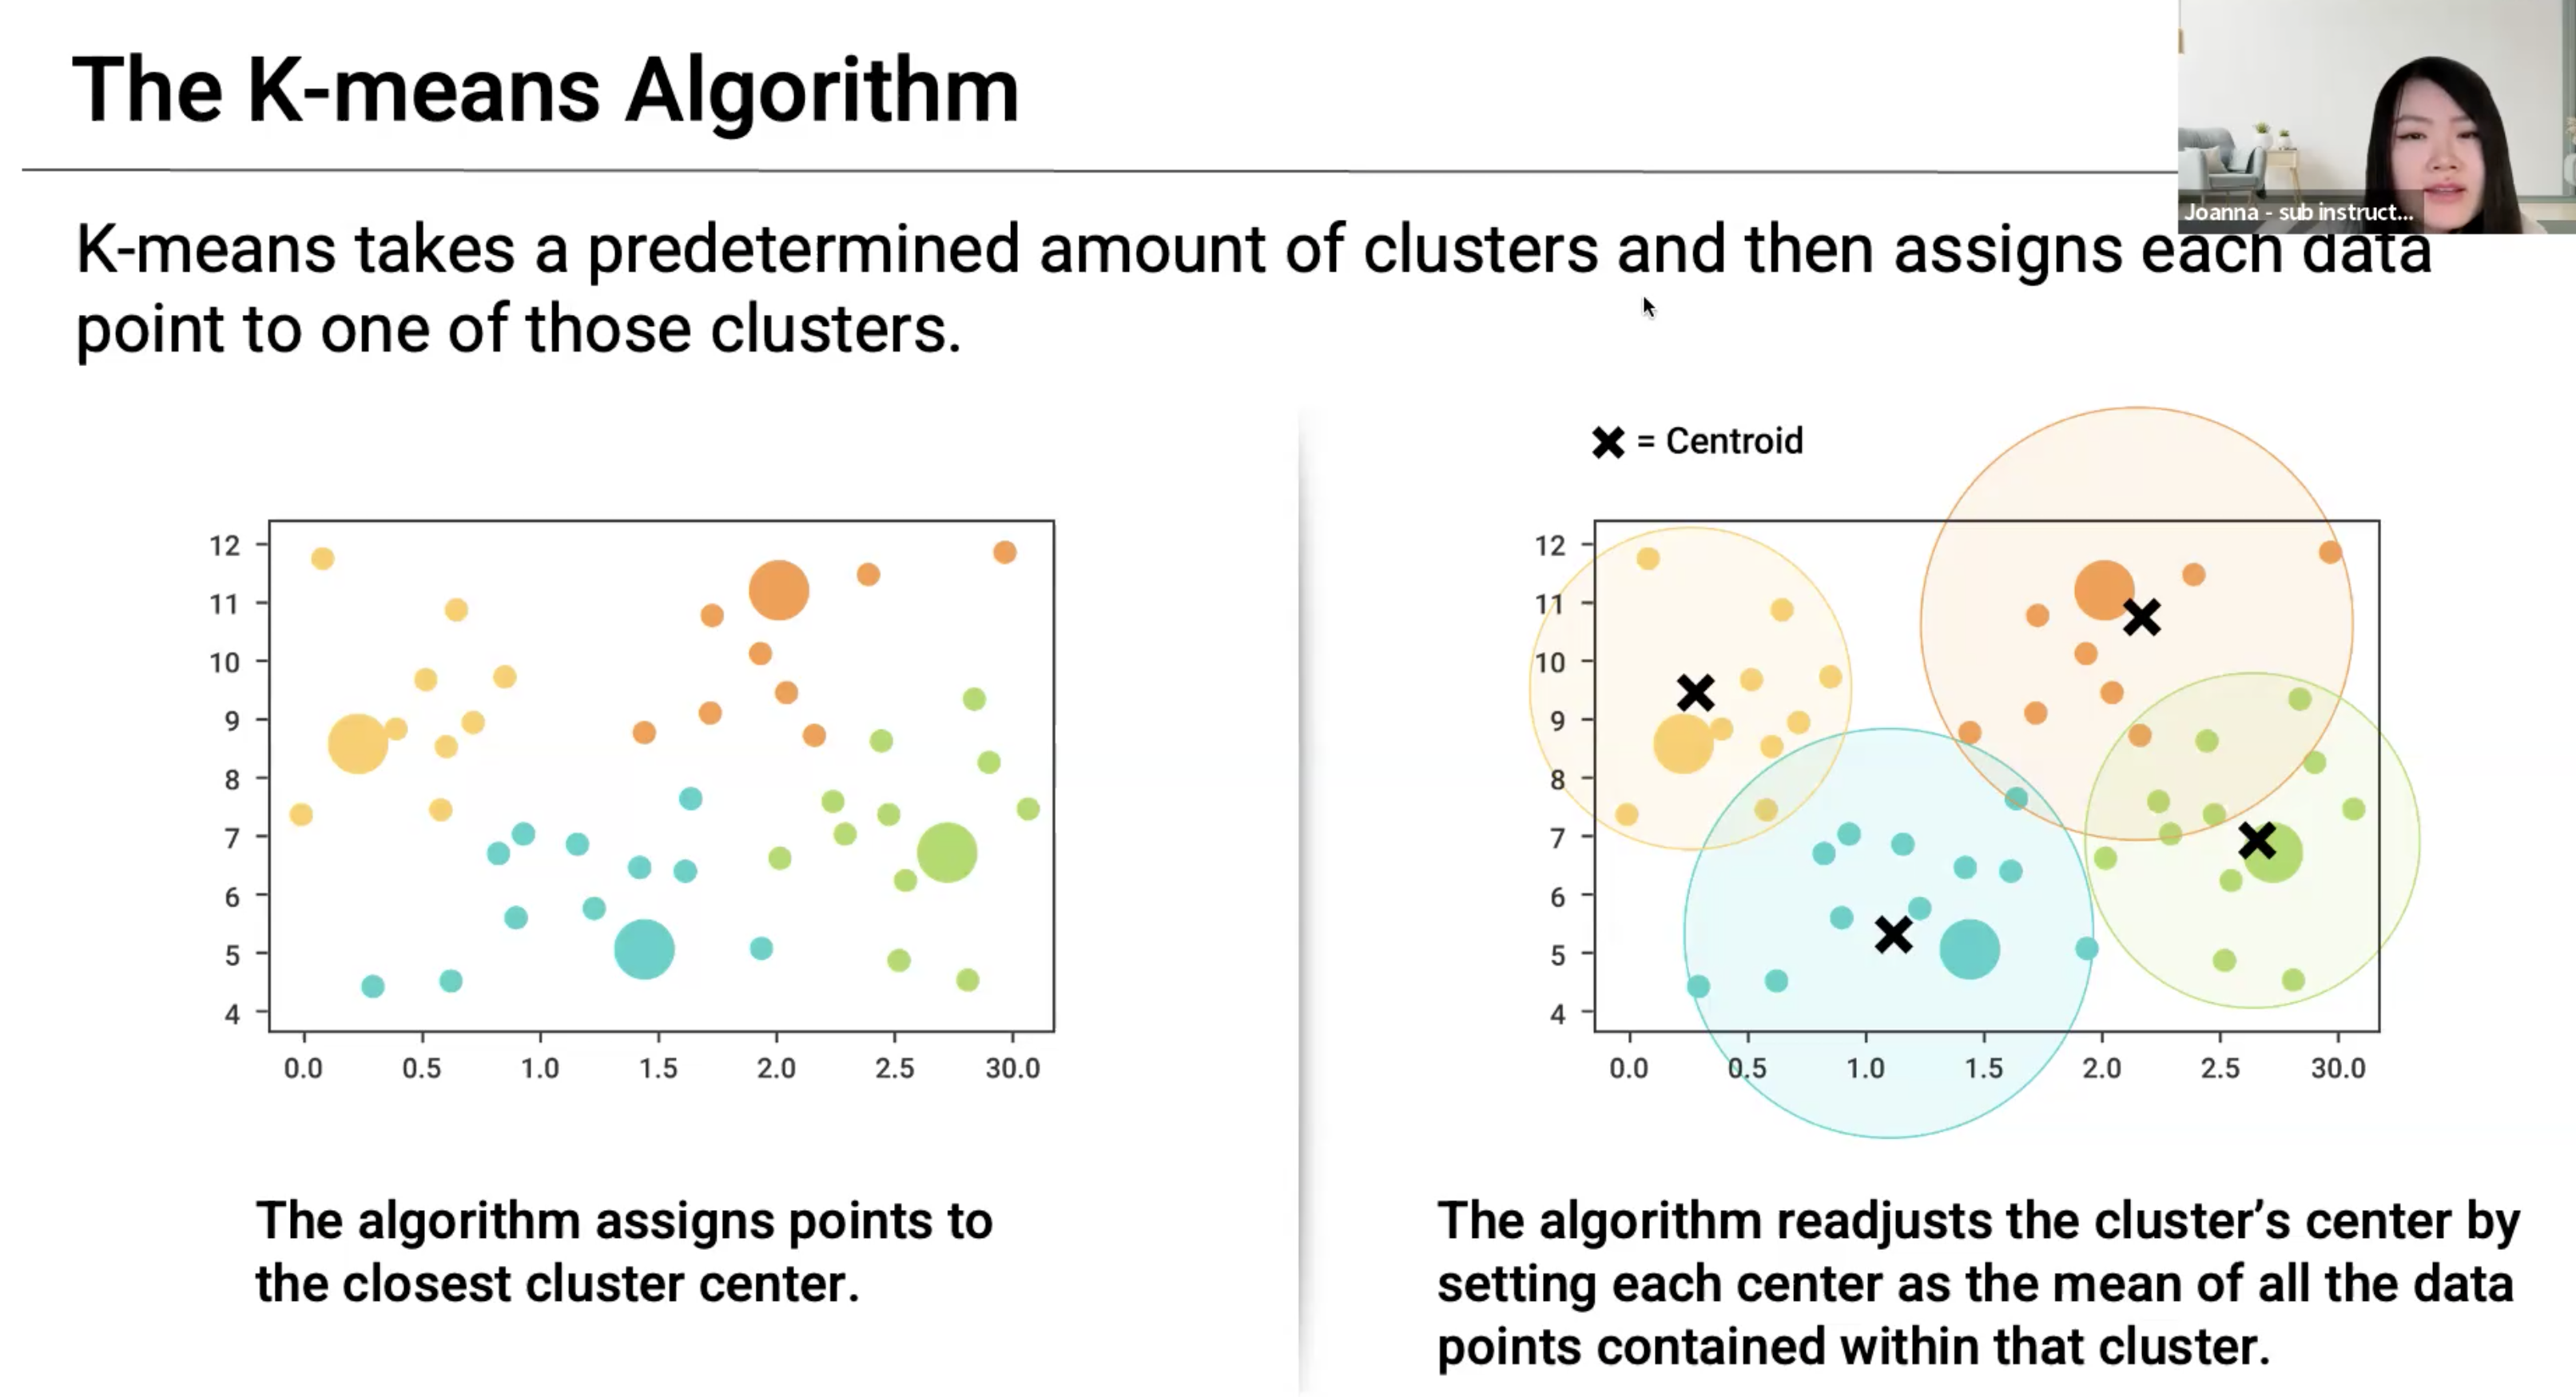 The K-means Algorithm
Joanna - sub instruct...
K-means takes a predetermined amount of clusters and then assigns each data
point to one of those clusters.
12
11
10
9
8
7
6
5
4
0.0 0.5 1.0 1.5 2.0 2.5 30.0
The algorithm assigns points to
the closest cluster center.
= Centroid
12
11
10
9
8
7
6
5
4
0.0 0.5 1.0 1.5 2.0 2.5 30.0
The algorithm readjusts the cluster’s center by
setting each center as the mean of all the data
points contained within that cluster.